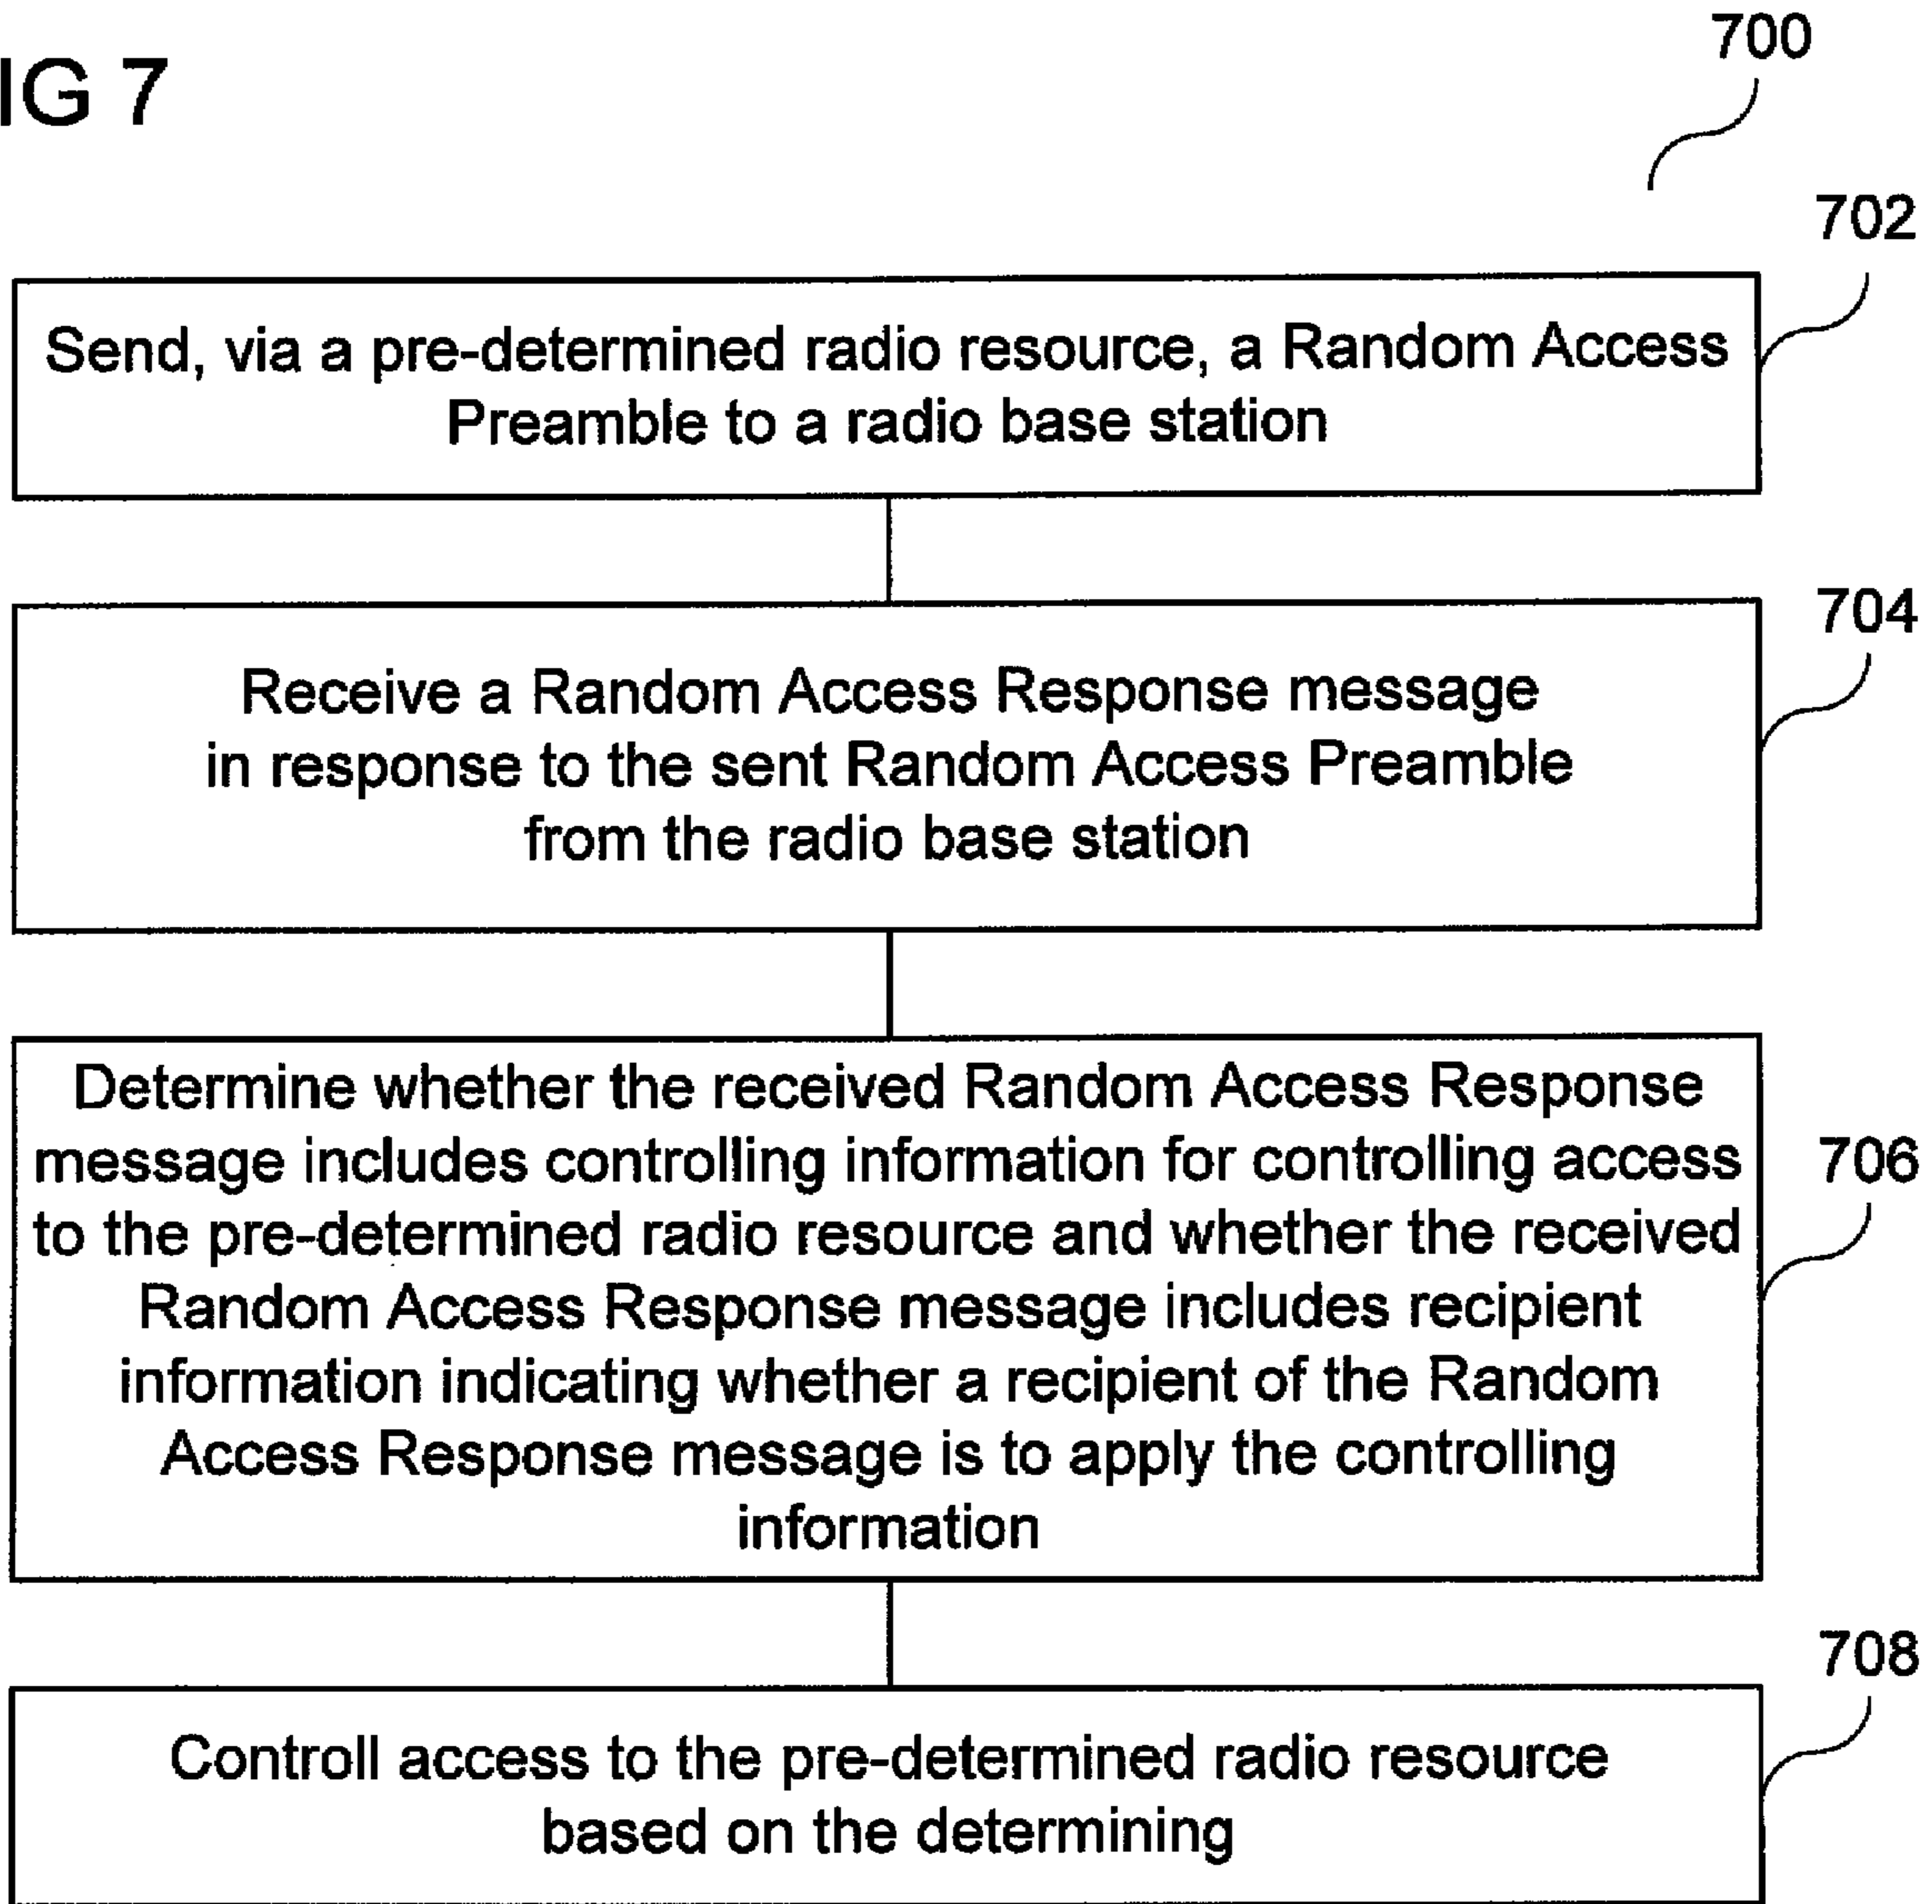 IG 7
700
702
Send, via a pre-determined radio resource, a Random Access
Preamble to a radio base station
704
Receive a Random Access Response message
in response to the sent Random Access Preamble
from the radio base station
706
Determine whether the received Random Access Response
message includes controlling information for controlling access
to the pre-determined radio resource and whether the received
Random Access Response message includes recipient
information indicating whether a recipient of the Random
Access Response message is to apply the controlling
information
708
Controll access to the pre-determined radio resource
based on the determining